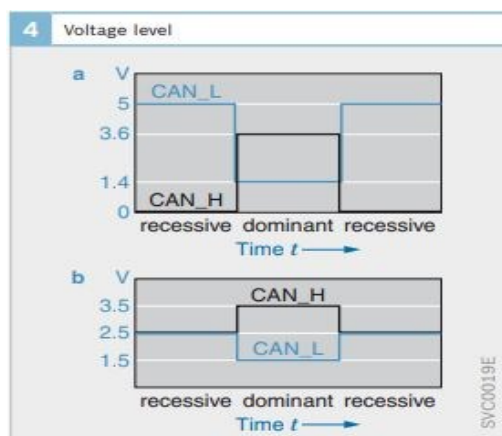 4 Voltage level
a V
CAN_L
5
3.6
1.4
CAN_H
0
recessive dominant recessive
Time t
b V
CAN_H
3.5
2.5
CAN_L
1.5
recessive dominant recessive
Time t
SVC0019E